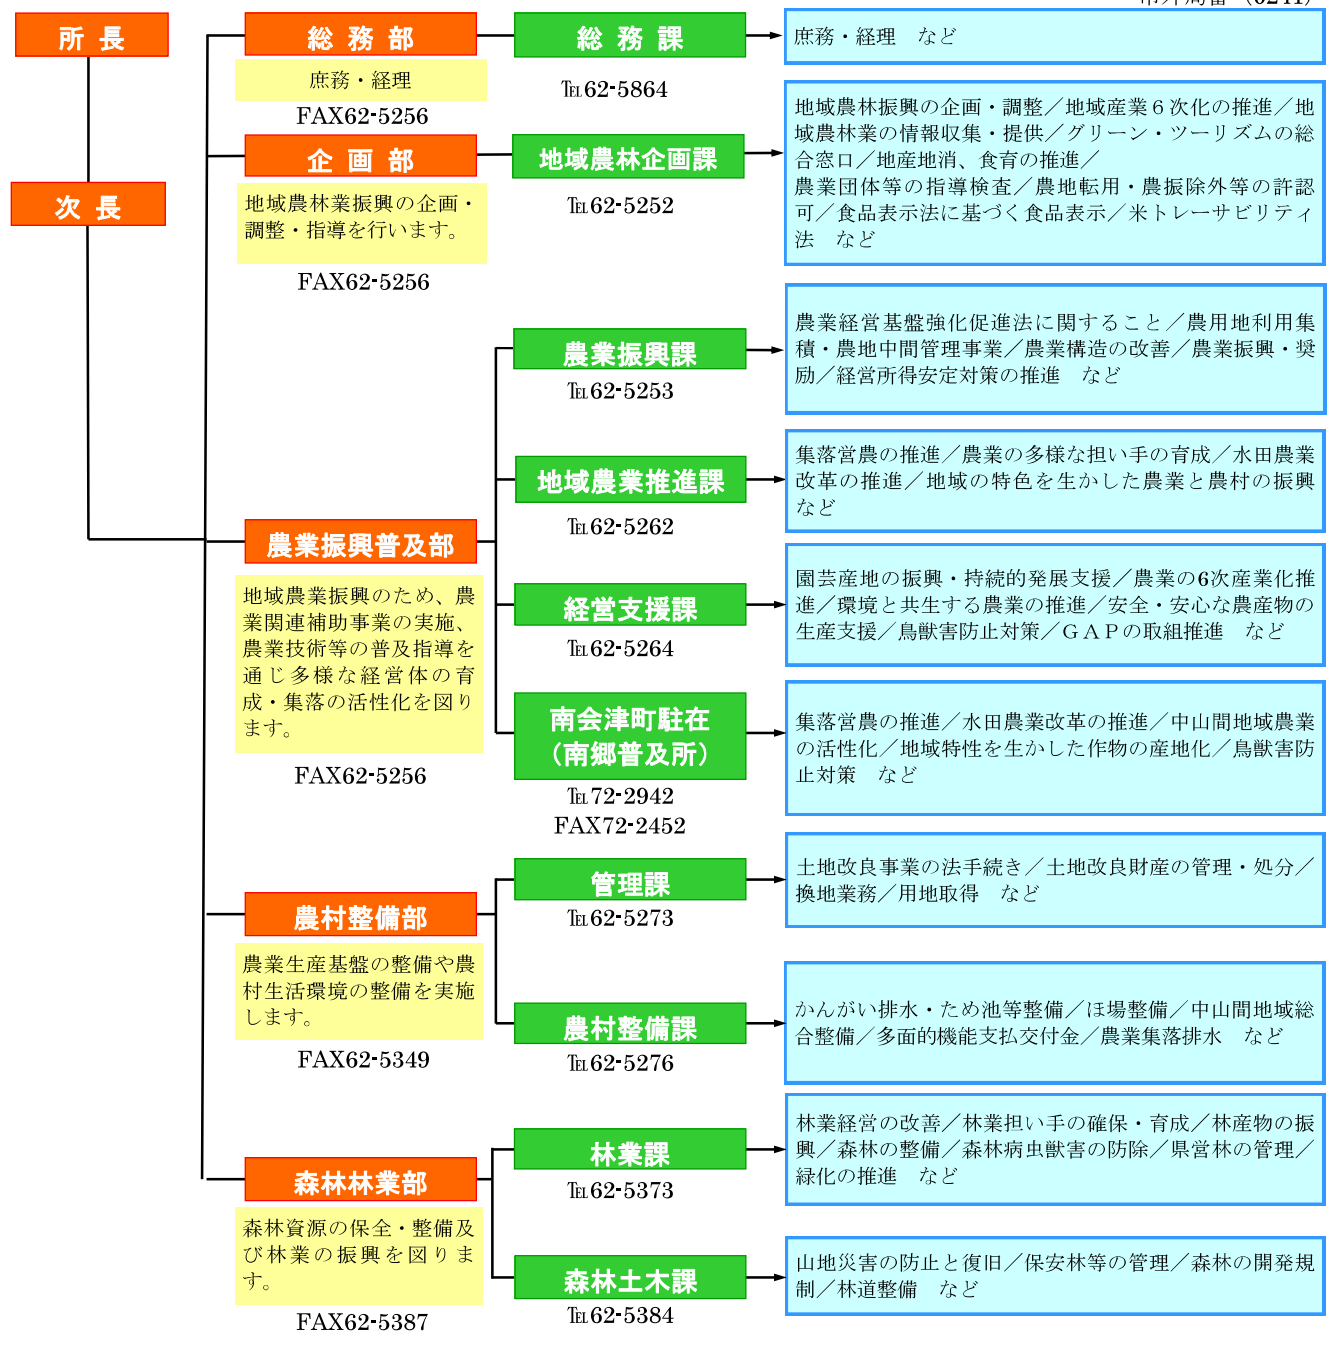 所 長
次 長
総 務 部
庶務・経理
FAX62-5256
総 務 課
℡62-5864
庶務・経理　など
企 画 部
地域農林業振興の企画・
調整・指導を行います。
FAX62-5256
地域農林企画課
℡62-5252
地域農林振興の企画・調整／地域産業６次化の推進／地
域農林業の情報収集・提供／グリーン・ツーリズムの総
合窓口／地産地消、食育の推進／
農業団体等の指導検査／農地転用・農振除外等の許認
可／食品表示法に基づく食品表示／米トレーサビリティ
法　など
農業振興普及部
地域農業振興のため、農
業関連補助事業の実施、
農業技術等の普及指導を
通じ多様な経営体の育
成・集落の活性化を図り
ます。
FAX62-5256
農業振興課
℡62-5253
農業経営基盤強化促進法に関すること／農用地利用集
積・農地中間管理事業／農業構造の改善／農業振興・奨
励／経営所得安定対策の推進　など
地域農業推進課
℡62-5262
集落営農の推進／農業の多様な担い手の育成／水田農業
改革の推進／地域の特色を生かした農業と農村の振興
など
経営支援課
℡62-5264
園芸産地の振興・持続的発展支援／農業の6次産業化推
進／環境と共生する農業の推進／安全・安心な農産物の
生産支援／鳥獣害防止対策／ＧＡＰの取組推進　など
南会津町駐在
（南郷普及所）
℡72-2942
FAX72-2452
集落営農の推進／水田農業改革の推進／中山間地域農業
の活性化／地域特性を生かした作物の産地化／鳥獣害防
止対策　など
農村整備部
農業生産基盤の整備や農
村生活環境の整備を実施
します。
FAX62-5349
管理課
℡62-5273
土地改良事業の法手続き／土地改良財産の管理・処分／
換地業務／用地取得　など
農村整備課
℡62-5276
かんがい排水・ため池等整備／ほ場整備／中山間地域総
合整備／多面的機能支払交付金／農業集落排水　など
森林林業部
森林資源の保全・整備及
び林業の振興を図りま
す。
FAX62-5387
林業課
℡62-5373
林業経営の改善／林業担い手の確保・育成／林産物の振
興／森林の整備／森林病虫獣害の防除／県営林の管理／
緑化の推進　など
森林土木課
℡62-5384
山地災害の防止と復旧／保安林等の管理／森林の開発規
制／林道整備　など